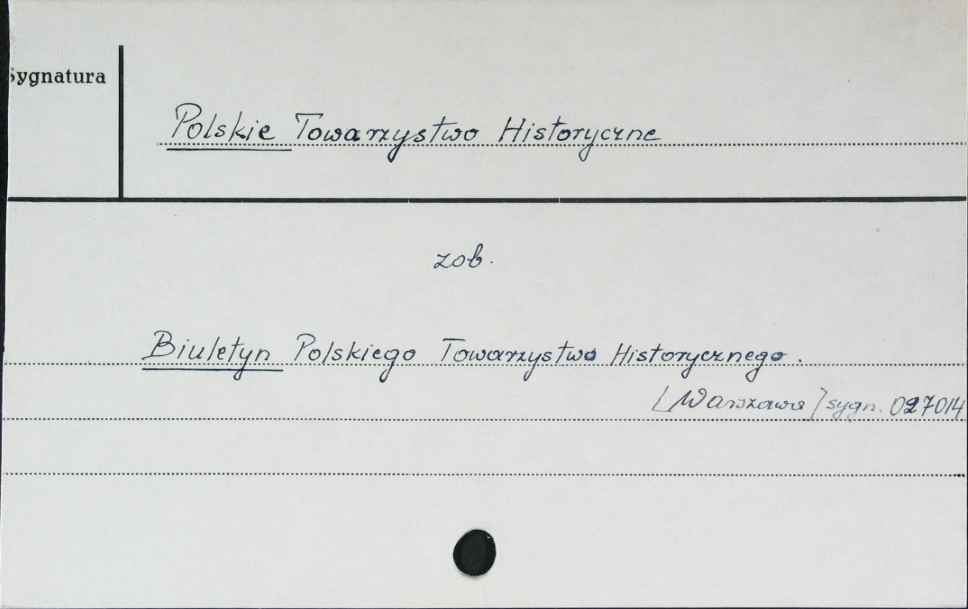 Sygnatura
Polskie Towarzystwo Historyczne
zob.
Biuletyn Polskiego Towarzystwa Historycznego.
[Warszawa] sygn. 027014